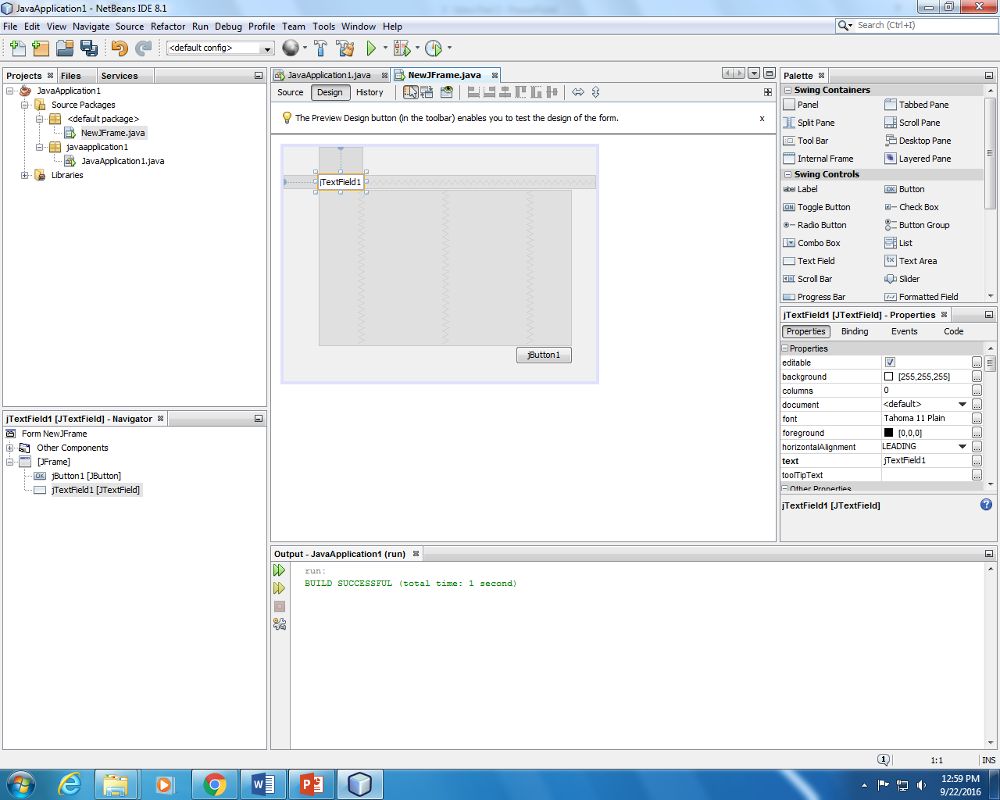 JavaApplication1 - NetBeans IDE 8.1
File Edit View Navigate Source Refactor Run Debug Profile Team Tools Window Help
Search (Ctrl+I)
<default config>
Projects Files Services
JavaApplication1
Source Packages
<default package>
NewJFrame.java
javaapplication1
JavaApplication1.java
Libraries
jTextField1 [JTextField] - Navigator
Form NewJFrame
Other Components
[JFrame]
jButton1 [JButton]
jTextField1 [JTextField]
JavaApplication1.java NewJFrame.java
Source Design History
The Preview Design button (in the toolbar) enables you to test the design of the form. x
jTextField1
jButton1
Output - JavaApplication1 (run)
run:
BUILD SUCCESSFUL (total time: 1 second)
Palette
Swing Containers
Panel Tabbed Pane
Split Pane Scroll Pane
Tool Bar Desktop Pane
Internal Frame Layered Pane
Swing Controls
label Label OK Button
ON Toggle Button Check Box
Radio Button Button Group
Combo Box List
Text Field Text Area
Scroll Bar Slider
Progress Bar Formatted Field
jTextField1 [JTextField] - Properties
Properties Binding Events Code
Properties
editable
background [255,255,255]
columns 0
document <default>
font Tahoma 11 Plain
foreground [0,0,0]
horizontalAlignment LEADING
text jTextField1
toolTipText
Other Properties
jTextField1 [JTextField]
1 1:1 INS
12:59 PM
9/22/2016